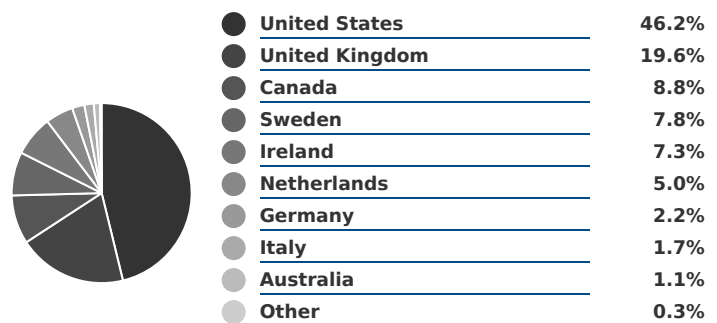 United States 46.2%
United Kingdom 19.6%
Canada 8.8%
Sweden 7.8%
Ireland 7.3%
Netherlands 5.0%
Germany 2.2%
Italy 1.7%
Australia 1.1%
Other 0.3%